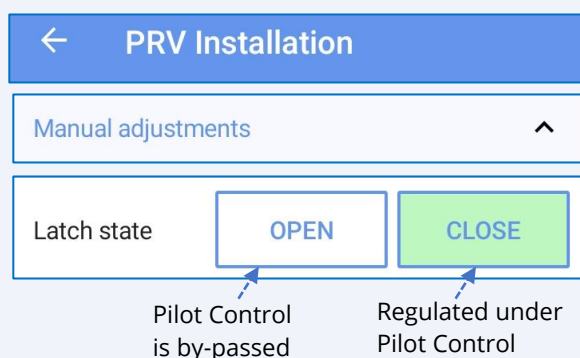 PRV Installation
Manual adjustments
Latch state OPEN CLOSE
Pilot Control Regulated under
is by-passed Pilot Control